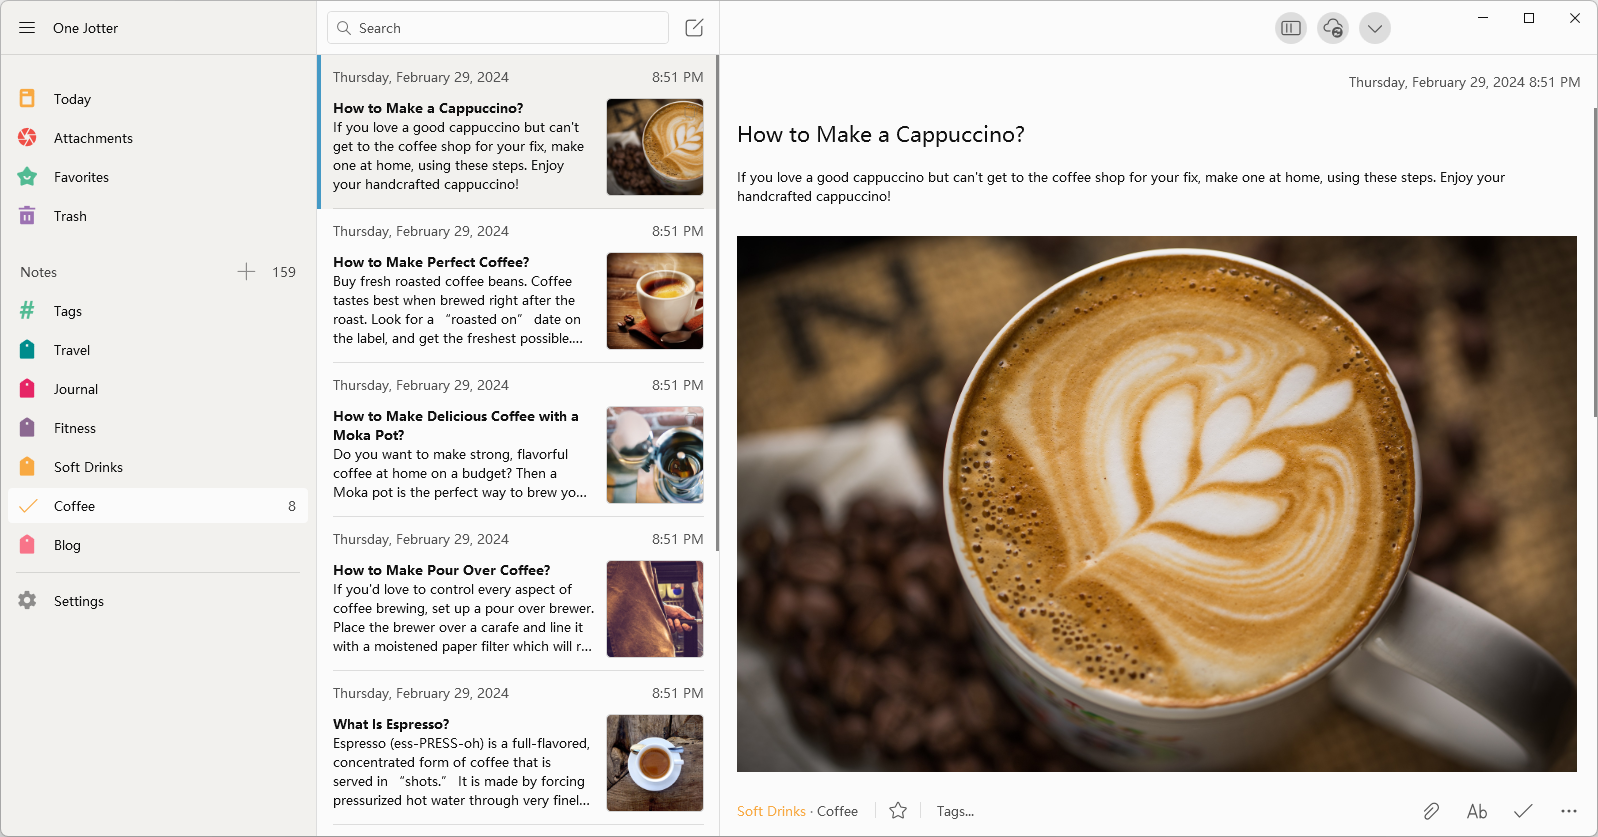 One Jotter
Search
Today
Attachments
Favorites
Trash
Notes 159
# Tags
Travel
Journal
Fitness
Soft Drinks
Coffee 8
Blog
Settings
Thursday, February 29, 2024 8:51 PM
How to Make a Cappuccino?
If you love a good cappuccino but can't
get to the coffee shop for your fix, make
one at home, using these steps. Enjoy
your handcrafted cappuccino!
Thursday, February 29, 2024 8:51 PM
How to Make Perfect Coffee?
Buy fresh roasted coffee beans. Coffee
tastes best when brewed right after the
roast. Look for a “roasted on” date on
the label, and get the freshest possible....
Thursday, February 29, 2024 8:51 PM
How to Make Delicious Coffee with a
Moka Pot?
Do you want to make strong, flavorful
coffee at home on a budget? Then a
Moka pot is the perfect way to brew yo...
Thursday, February 29, 2024 8:51 PM
How to Make Pour Over Coffee?
If you'd love to control every aspect of
coffee brewing, set up a pour over brewer.
Place the brewer over a carafe and line it
with a moistened paper filter which will r...
Thursday, February 29, 2024 8:51 PM
What Is Espresso?
Espresso (ess-PRESS-oh) is a full-flavored,
concentrated form of coffee that is
served in “shots.” It is made by forcing
pressurized hot water through very finel...
Thursday, February 29, 2024 8:51 PM
How to Make a Cappuccino?
If you love a good cappuccino but can't get to the coffee shop for your fix, make one at home, using these steps. Enjoy your
handcrafted cappuccino!
Soft Drinks · Coffee
Tags...
Ab